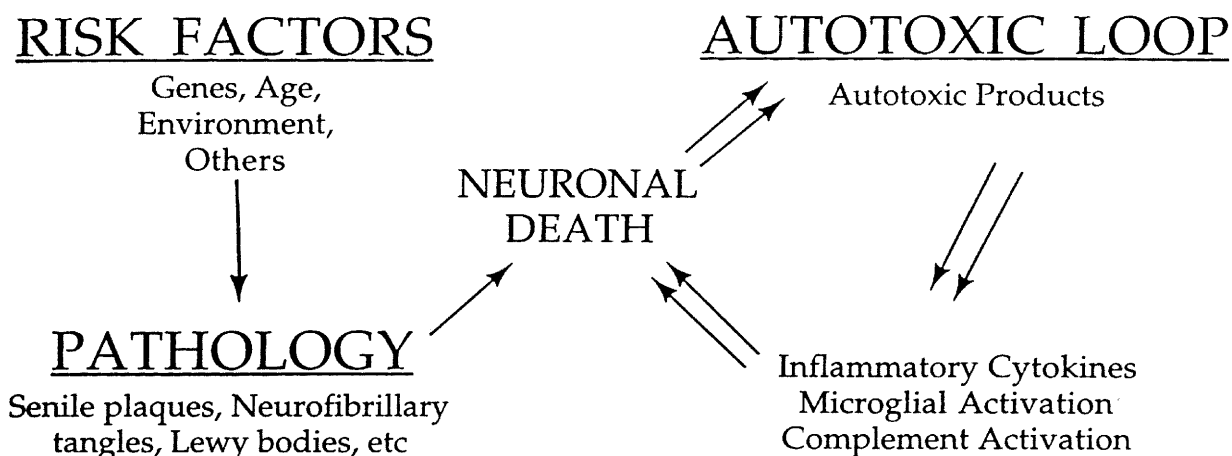 RISK FACTORS
Genes, Age,
Environment,
Others
PATHOLOGY
Senile plaques, Neurofibrillary
tangles, Lewy bodies, etc
NEURONAL
DEATH
AUTOTOXIC LOOP
Autotoxic Products
Inflammatory Cytokines
Microglial Activation
Complement Activation